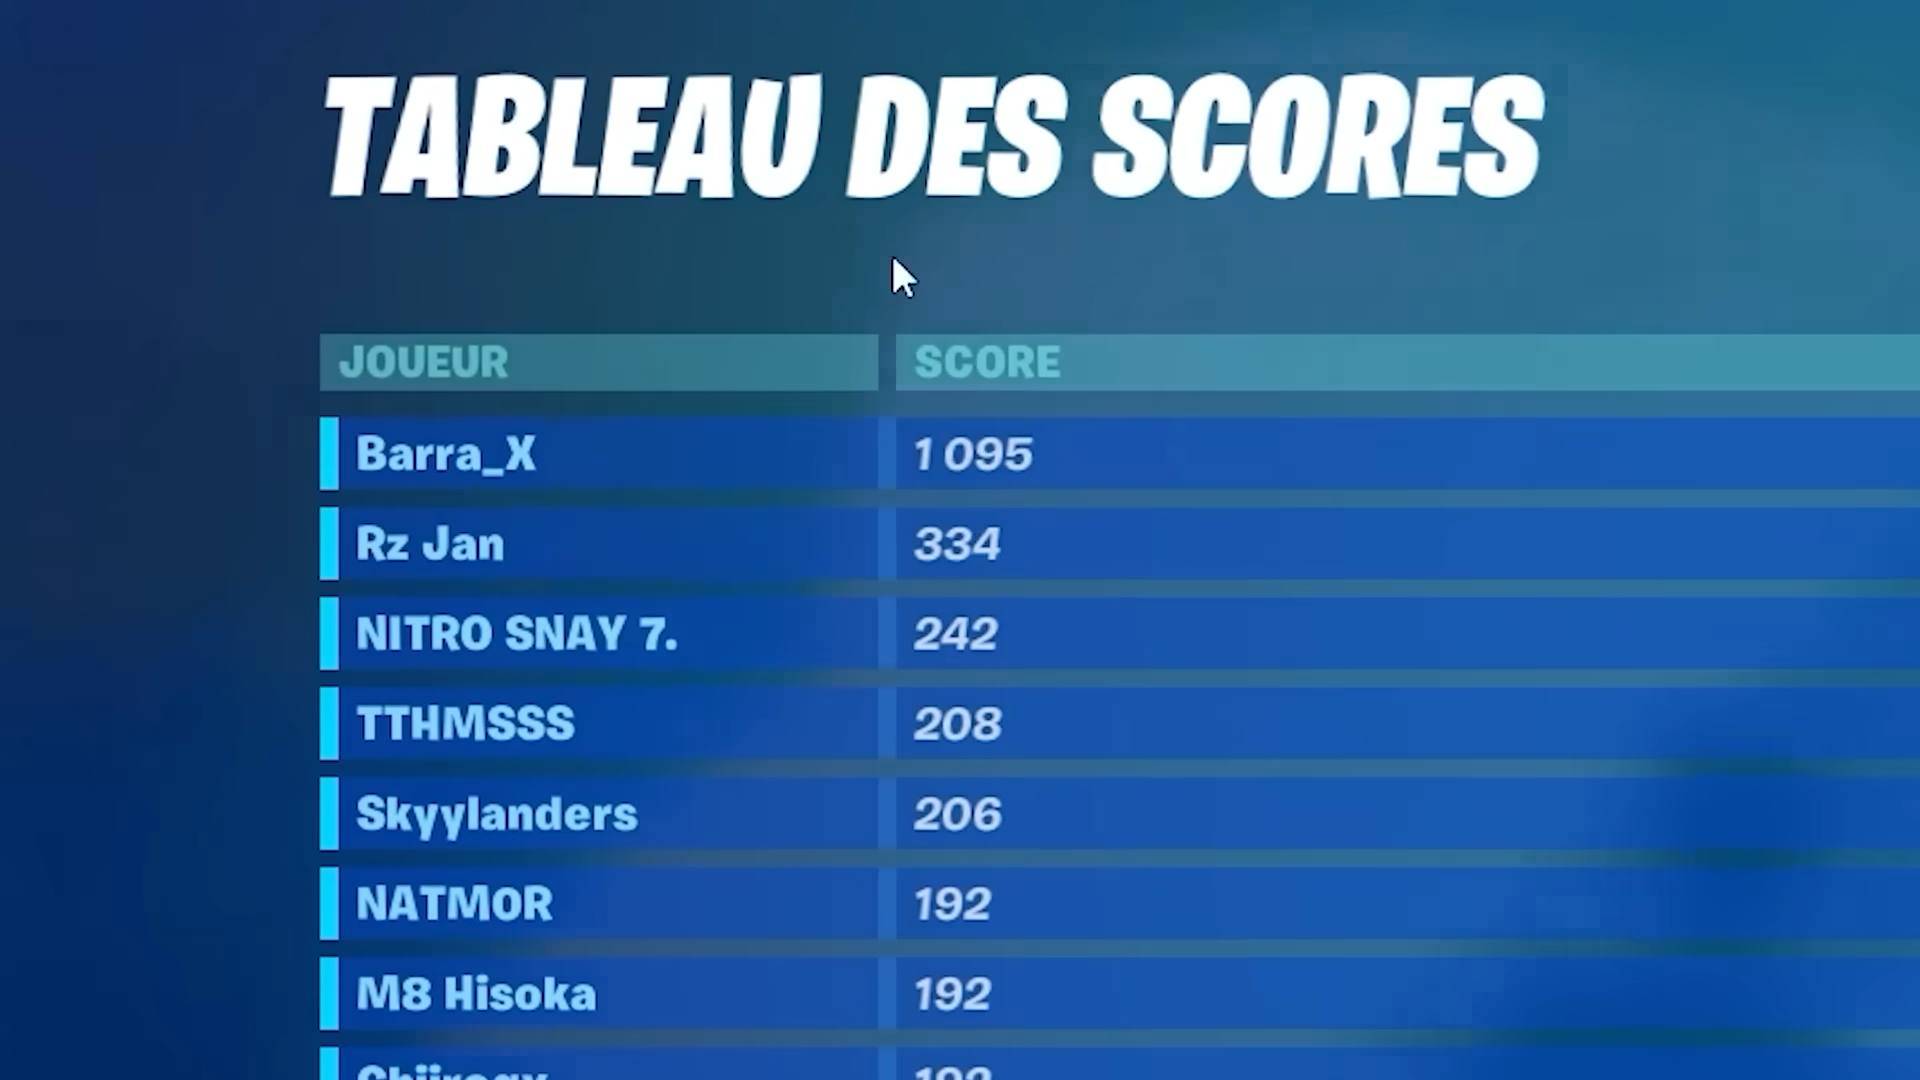 TABLEAU DES SCORES
JOUEUR SCORE
Barra_X 1 095
Rz Jan 334
NITRO SNAY 7. 242
TTHMSSS 208
Skyylanders 206
NATMOR 192
M8 Hisoka 192